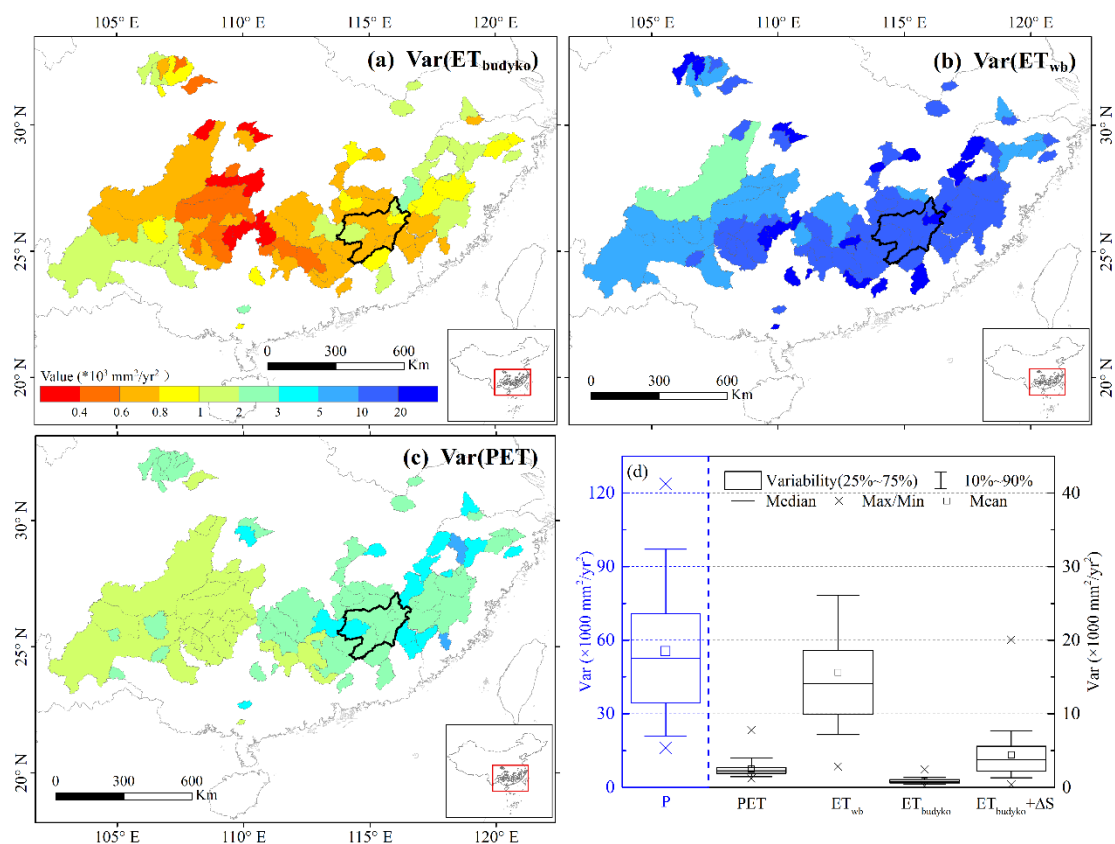 105° E 110° E 115° E 120° E 105° E 110° E 115° E 120° E
(a) Var(ET_budyko)
(b) Var(ET_wb)
30° N
30° N
25° N
25° N
20° N
20° N
0 300 600
Km
0 300 600
Km
Value (*10³ mm²/yr²)
0.4 0.6 0.8 1 2 3 5 10 20
(c) Var(PET)
30° N
25° N
20° N
0 300 600
Km
105° E 110° E 115° E 120° E
(d)
Variability(25%~75%) 10%~90%
Median Max/Min Mean
Var (×1000 mm²/yr²)
120
90
60
30
0
Var (×1000 mm²/yr²)
40
30
20
10
0
P PET ET_wb ET_budyko ET_budyko+ΔS